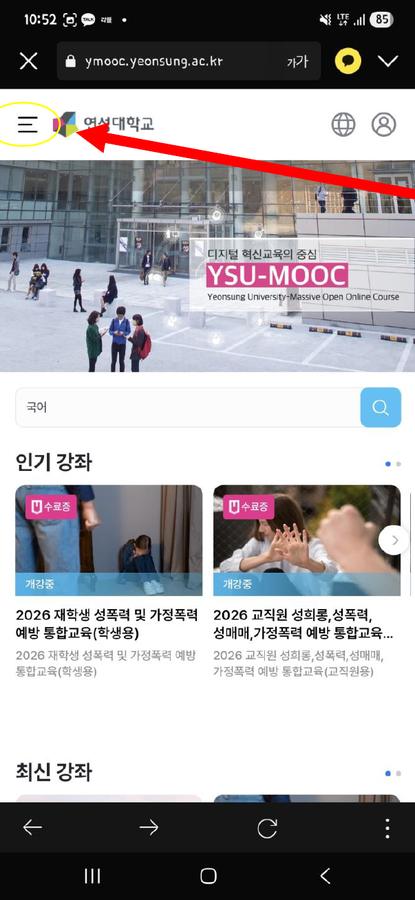 10:52 TALK
LTE 85
ymooc.yeonsung.ac.kr 가가
연성대학교
디지털 혁신교육의 중심
YSU-MOOC
Yeonsung University-Massive Open Online Course
국어
인기 강좌
수료증
개강중
2026 재학생 성폭력 및 가정폭력
예방 통합교육(학생용)
2026 재학생 성폭력 및 가정폭력 예방
통합교육(학생용)
수료증
개강중
2026 교직원 성희롱,성폭력,
성매매,가정폭력 예방 통합교육...
2026 교직원 성희롱,성폭력,성매매,
가정폭력 예방 통합교육(교직원용)
최신 강좌